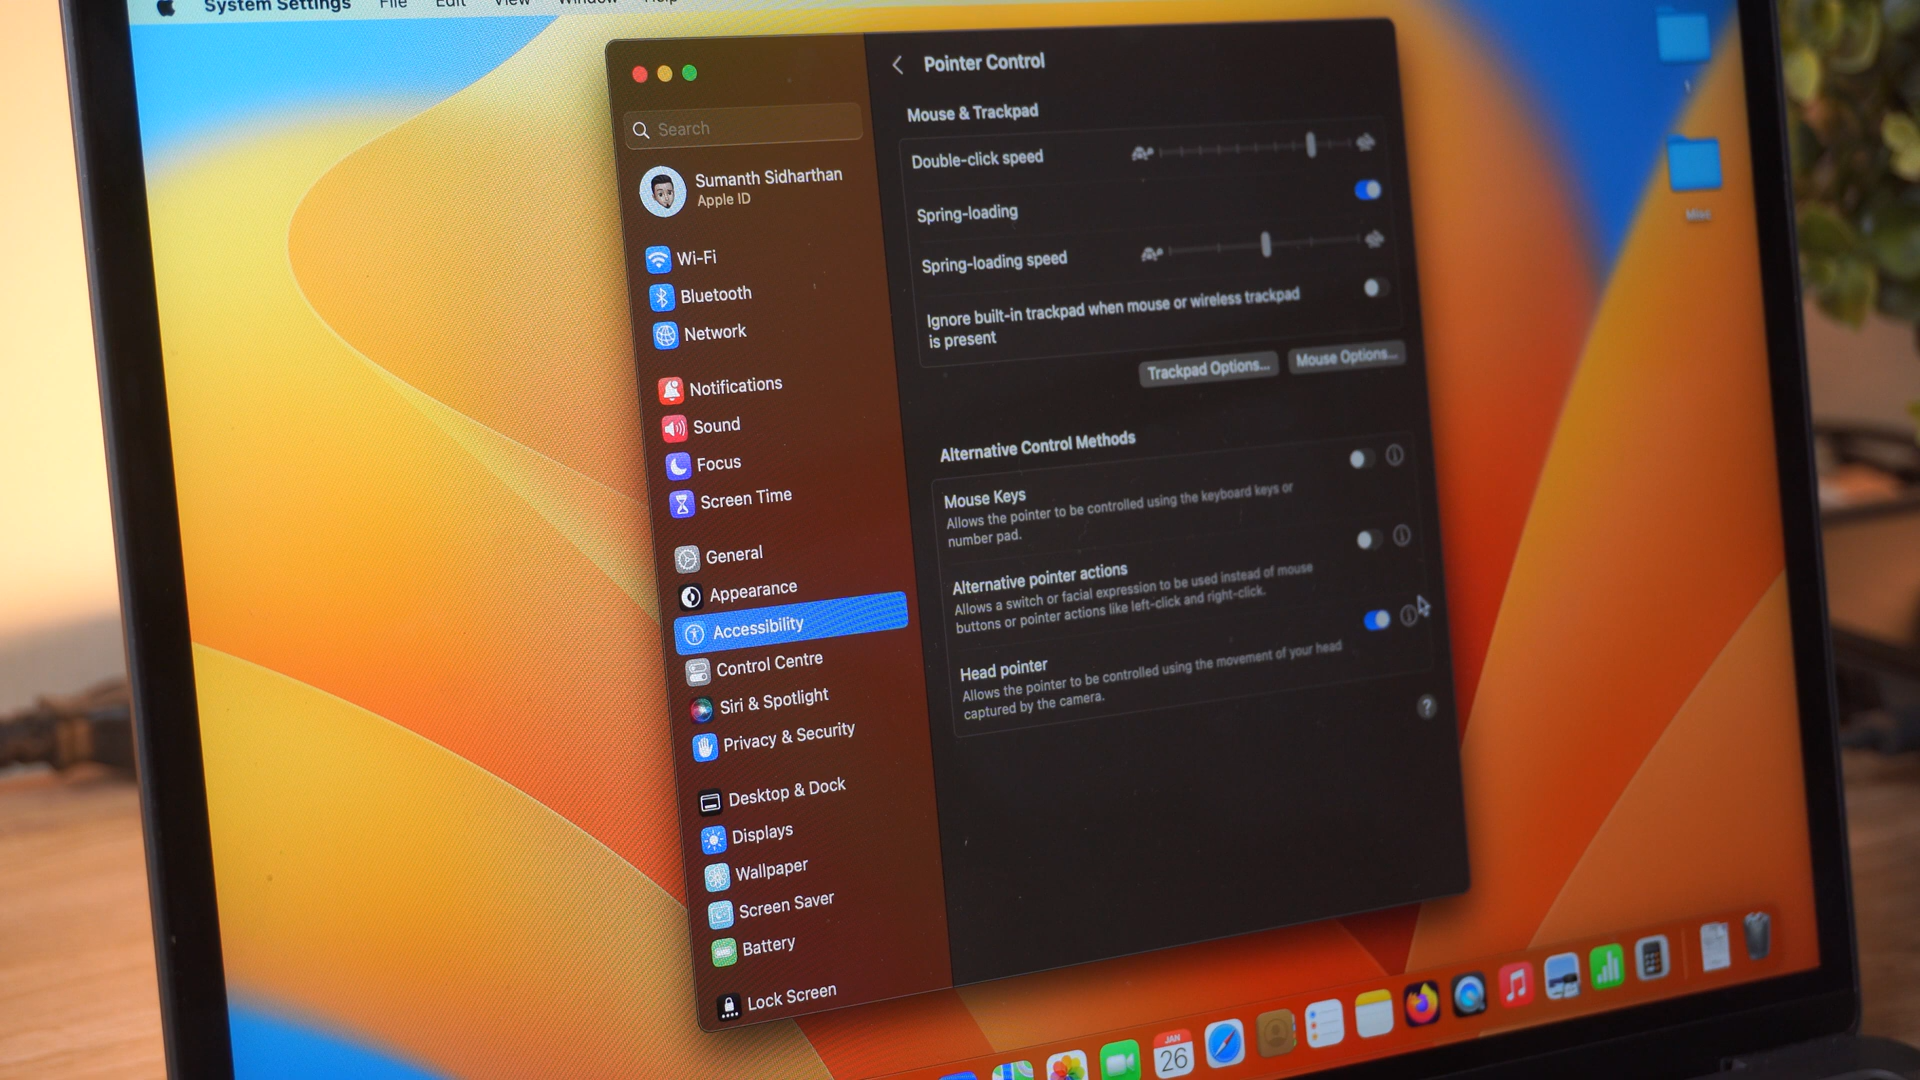 System Settings File Edit View Window Help
Pointer Control
Search
Sumanth Sidharthan
Apple ID
Wi-Fi
Bluetooth
Network
Notifications
Sound
Focus
Screen Time
General
Appearance
Accessibility
Control Centre
Siri & Spotlight
Privacy & Security
Desktop & Dock
Displays
Wallpaper
Screen Saver
Battery
Lock Screen
Mouse & Trackpad
Double-click speed
Spring-loading
Spring-loading speed
Ignore built-in trackpad when mouse or wireless trackpad
is present
Trackpad Options...
Mouse Options...
Alternative Control Methods
Mouse Keys
Allows the pointer to be controlled using the keyboard keys or
number pad.
Alternative pointer actions
Allows a switch or facial expression to be used instead of mouse
buttons or pointer actions like left-click and right-click.
Head pointer
Allows the pointer to be controlled using the movement of your head
captured by the camera.
?
JAN
26